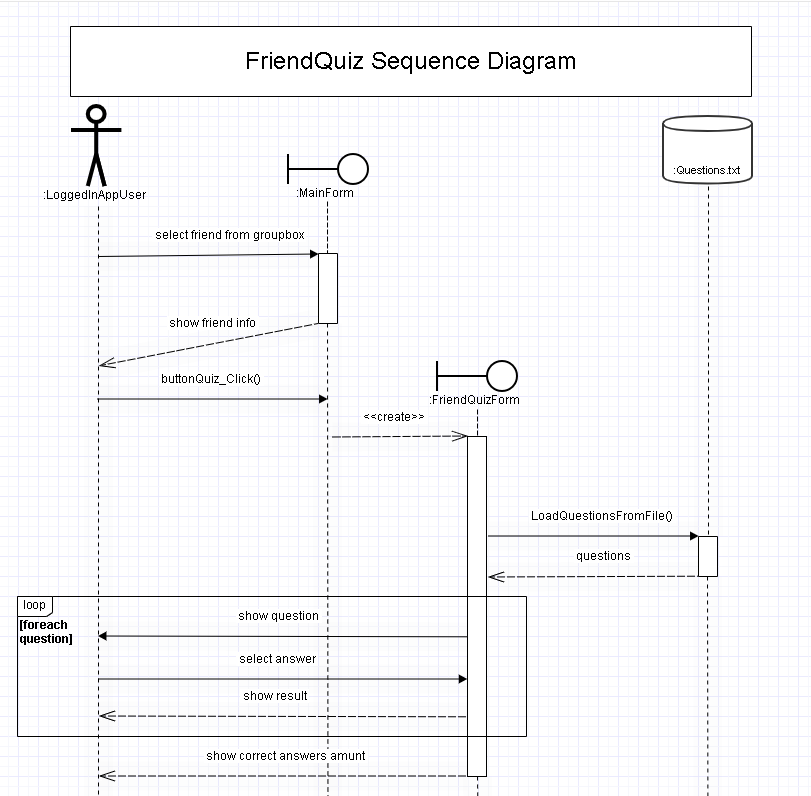 FriendQuiz Sequence Diagram
:LoggedInAppUser
:MainForm
:Questions.txt
select friend from groupbox
show friend info
buttonQuiz_Click()
:FriendQuizForm
<<create>>
LoadQuestionsFromFile()
questions
loop
[foreach
question]
show question
select answer
show result
show correct answers amunt